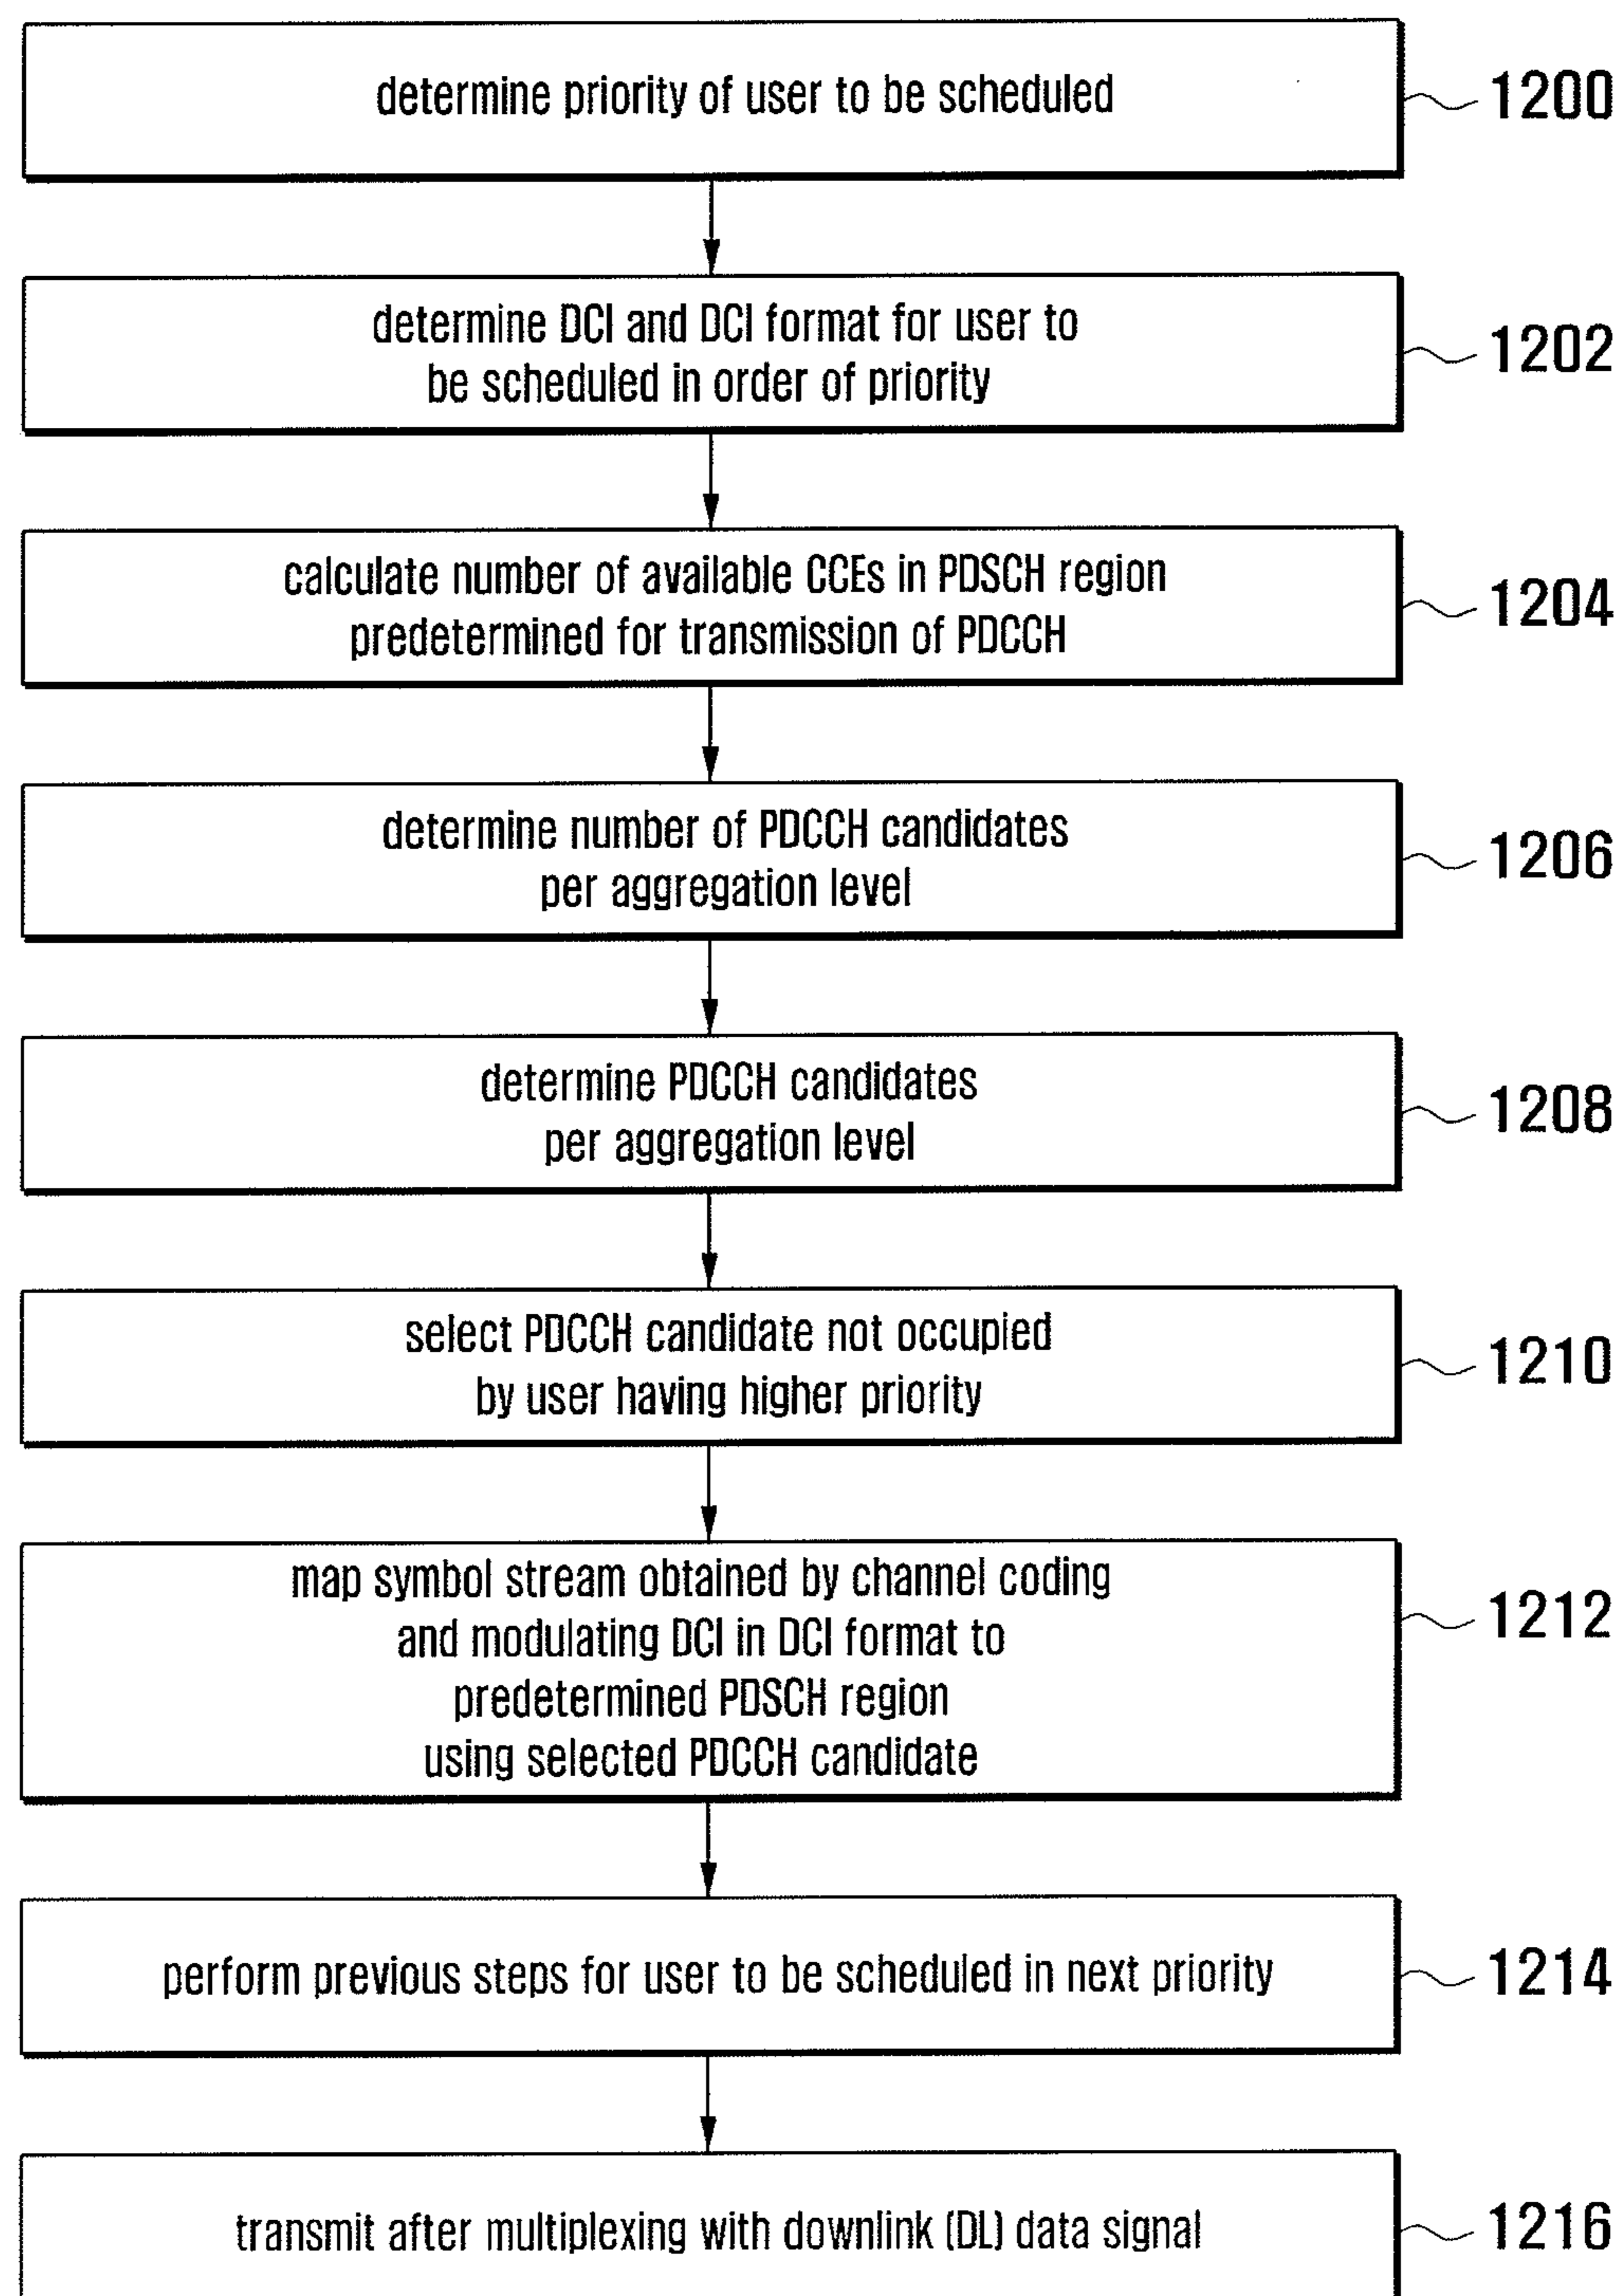 determine priority of user to be scheduled
1200
determine DCI and DCI format for user to
be scheduled in order of priority
1202
calculate number of available CCEs in PDSCH region
predetermined for transmission of PDCCH
1204
determine number of PDCCH candidates
per aggregation level
1206
determine PDCCH candidates
per aggregation level
1208
select PDCCH candidate not occupied
by user having higher priority
1210
map symbol stream obtained by channel coding
and modulating DCI in DCI format to
predetermined PDSCH region
using selected PDCCH candidate
1212
perform previous steps for user to be scheduled in next priority
1214
transmit after multiplexing with downlink (DL) data signal
1216